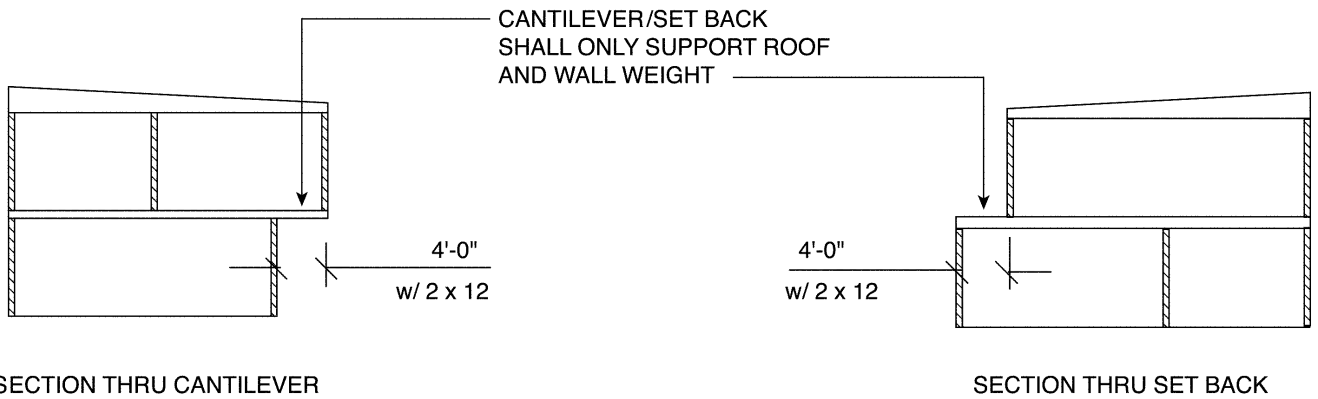 CANTILEVER/SET BACK
SHALL ONLY SUPPORT ROOF
AND WALL WEIGHT
4'-0"
w/ 2 x 12
4'-0"
w/ 2 x 12
SECTION THRU CANTILEVER
SECTION THRU SET BACK